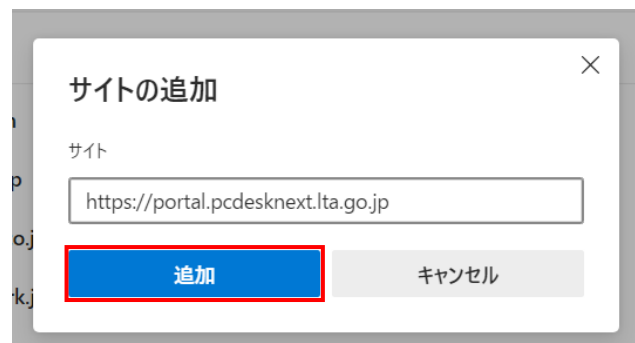 サイトの追加
サイト
https://portal.pcdesknext.lta.go.jp
追加
キャンセル
p
o.j
k.j